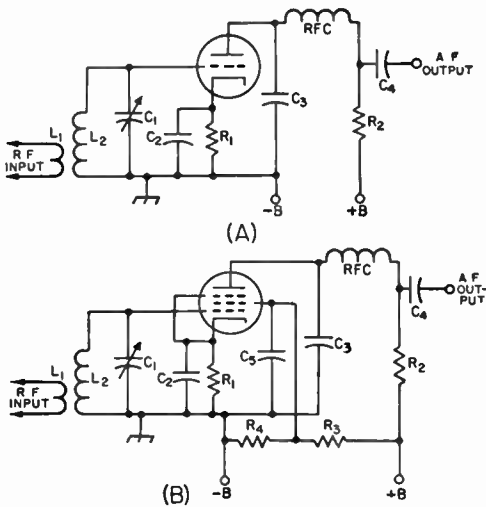 RFC
A F
OUTPUT
C4
C3
R2
C1
C2
R1
L1
L2
R F
INPUT
-B
+B
(A)
RFC
A F
OUT-
PUT
C4
C3
R2
C5
C1
C2
R1
L1
L2
R F
INPUT
R4
R3
-B
+B
(B)